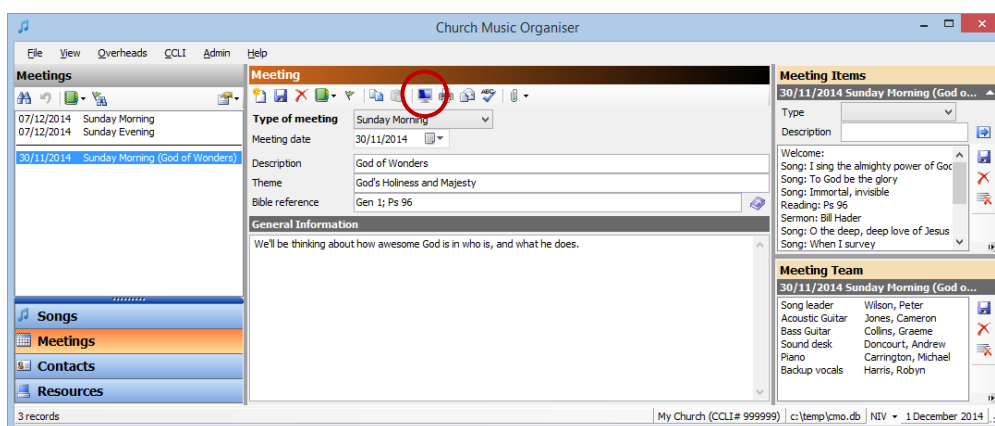 Church Music Organiser
File View Overheads CCLI Admin Help
Meetings
07/12/2014 Sunday Morning
07/12/2014 Sunday Evening
30/11/2014 Sunday Morning (God of Wonders)
Songs
Meetings
Contacts
Resources
Meeting
ABC
Type of meeting Sunday Morning
Meeting date 30/11/2014
Description God of Wonders
Theme God's Holiness and Majesty
Bible reference Gen 1; Ps 96
General Information
We'll be thinking about how awesome God is in who is, and what he does.
Meeting Items
30/11/2014 Sunday Morning (God o...
Type
Description
Welcome:
Song: I sing the almighty power of God
Song: To God be the glory
Song: Immortal, invisible
Reading: Ps 96
Sermon: Bill Hader
Song: O the deep, deep love of Jesus
Song: When I survey
Meeting Team
30/11/2014 Sunday Morning (God o...
Song leader Wilson, Peter
Acoustic Guitar Jones, Cameron
Bass Guitar Collins, Graeme
Sound desk Doncourt, Andrew
Piano Carrington, Michael
Backup vocals Harris, Robyn
3 records
My Church (CCLI# 999999) c:\temp\cmo.db NIV 1 December 2014